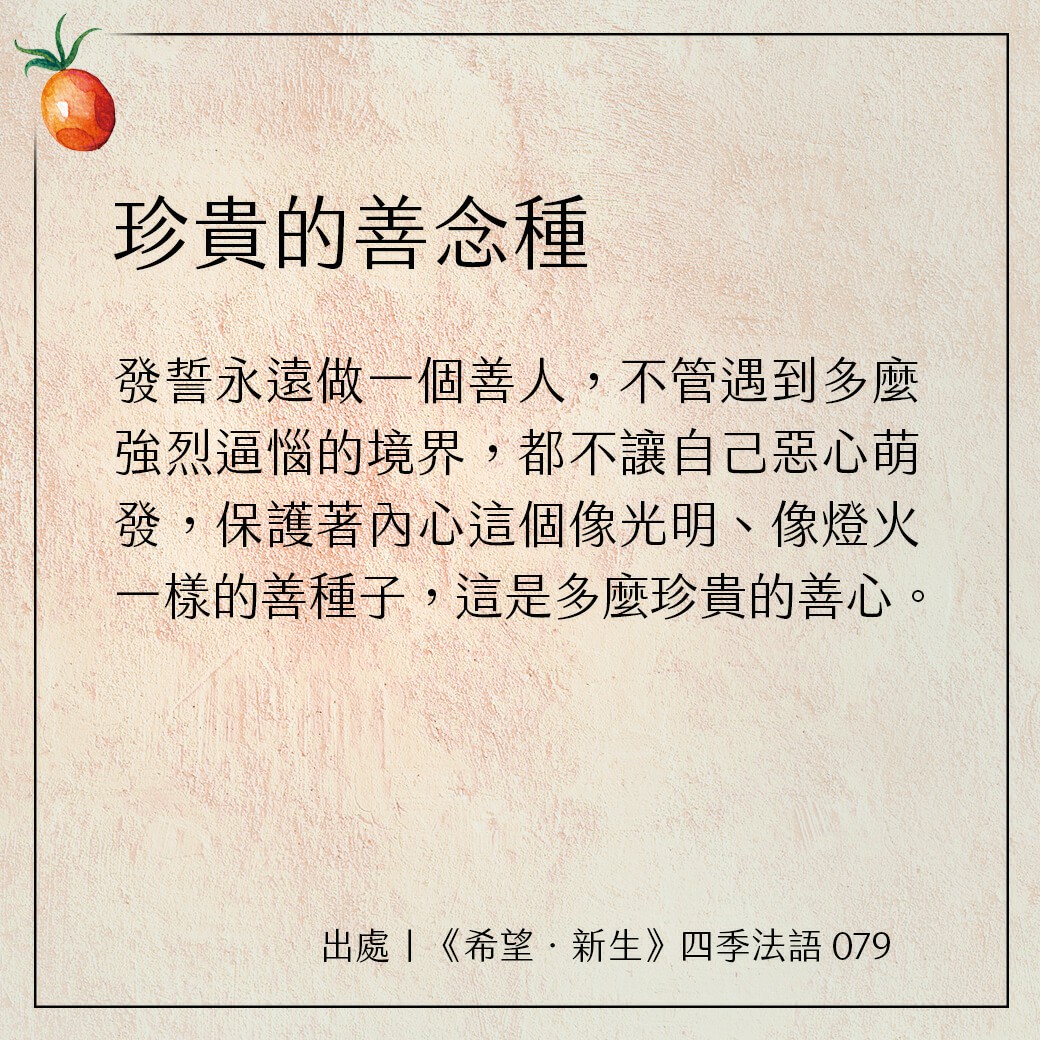 珍貴的善念種
發誓永遠做一個善人，不管遇到多麼
強烈逼惱的境界，都不讓自己惡心萌
發，保護著內心這個像光明、像燈火
一樣的善種子，這是多麼珍貴的善心。
出處｜《希望．新生》四季法語 079